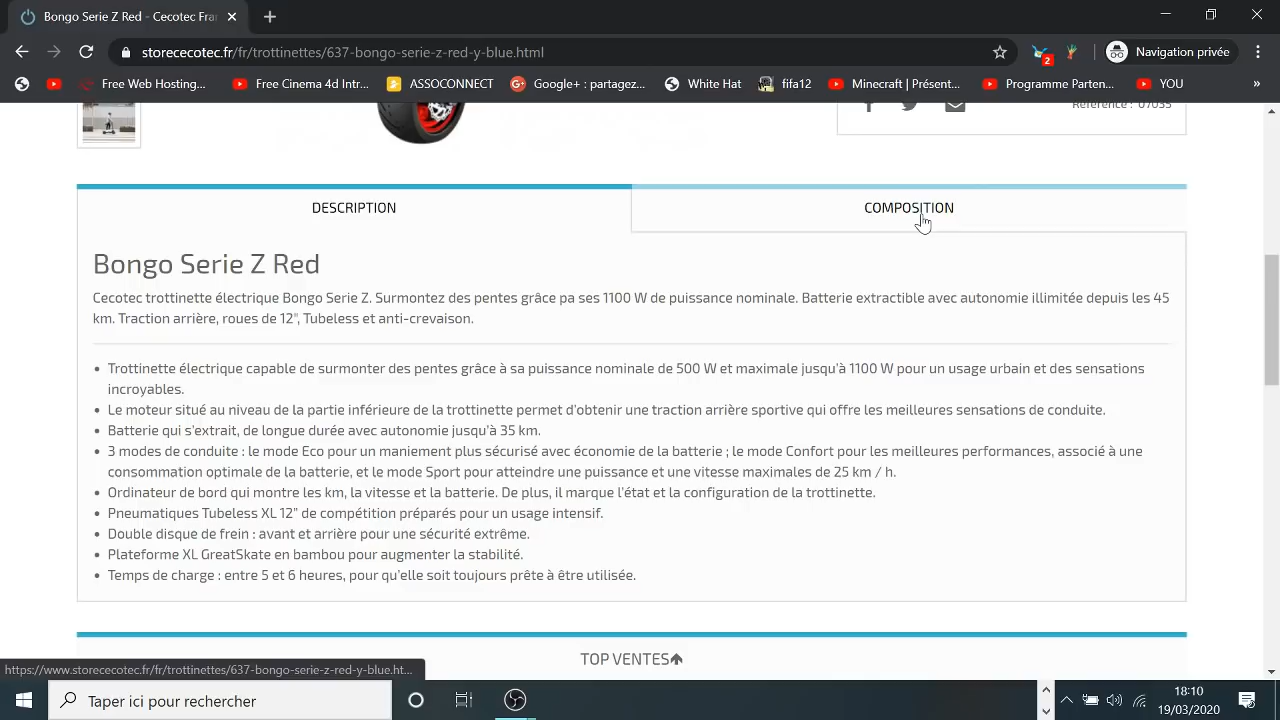 Bongo Serie Z Red - Cecotec Fra
storececotec.fr/fr/trottinettes/637-bongo-serie-z-red-y-blue.html
2
Navigation privée
Free Web Hosting...
Free Cinema 4d Intr...
ASSOCONNECT
Google+ : partagez...
White Hat
flap12
Minecraft | Présent...
Programme Parten...
YOU
»
Référence : 07035
DESCRIPTION
COMPOSITION
Bongo Serie Z Red
Cecotec trottinette électrique Bongo Serie Z. Surmontez des pentes grâce pa ses 1100 W de puissance nominale. Batterie extractible avec autonomie illimitée depuis les 45
km. Traction arrière, roues de 12", Tubeless et anti-crevaison.
• Trottinette électrique capable de surmonter des pentes grâce à sa puissance nominale de 500 W et maximale jusqu'à 1100 W pour un usage urbain et des sensations
incroyables.
• Le moteur situé au niveau de la partie inférieure de la trottinette permet d'obtenir une traction arrière sportive qui offre les meilleures sensations de conduite.
• Batterie qui s'extrait, de longue durée avec autonomie jusqu'à 35 km.
• 3 modes de conduite : le mode Eco pour un maniement plus sécurisé avec économie de la batterie ; le mode Confort pour les meilleures performances, associé à une
consommation optimale de la batterie, et le mode Sport pour atteindre une puissance et une vitesse maximales de 25 km / h.
• Ordinateur de bord qui montre les km, la vitesse et la batterie. De plus, il marque l'état et la configuration de la trottinette.
• Pneumatiques Tubeless XL 12" de compétition préparés pour un usage intensif.
• Double disque de frein : avant et arrière pour une sécurité extrême.
• Plateforme XL GreatSkate en bambou pour augmenter la stabilité.
• Temps de charge : entre 5 et 6 heures, pour qu'elle soit toujours prête à être utilisée.
TOP VENTES
https://www.storececotec.fr/fr/trottinettes/637-bongo-serie-z-red-y-blue.ht...
Taper ici pour rechercher
18:10
19/03/2020